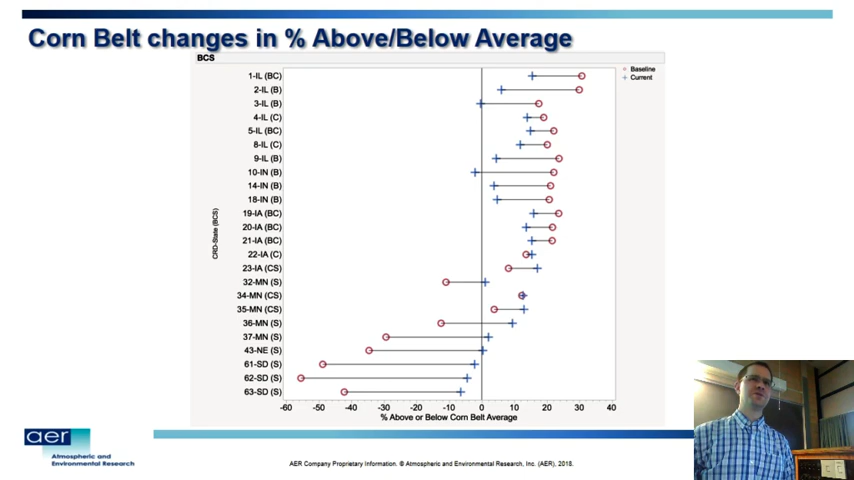 Corn Belt changes in % Above/Below Average
BCS
Baseline
Current
1-IL (BC)
2-IL (B)
3-IL (B)
4-IL (C)
5-IL (BC)
8-IL (C)
9-IL (B)
10-IN (B)
14-IN (B)
18-IN (B)
19-IA (BC)
20-IA (BC)
21-IA (BC)
22-IA (C)
23-IA (CS)
32-MN (S)
34-MN (CS)
35-MN (CS)
36-MN (S)
37-MN (S)
43-NE (S)
61-SD (S)
62-SD (S)
63-SD (S)
CRD-State (BCS)
-60 -50 -40 -30 -20 -10 0 10 20 30 40
% Above or Below Corn Belt Average
aer
Atmospheric and
Environmental Research
AER Company Proprietary Information. © Atmospheric and Environmental Research, Inc. (AER), 2018.